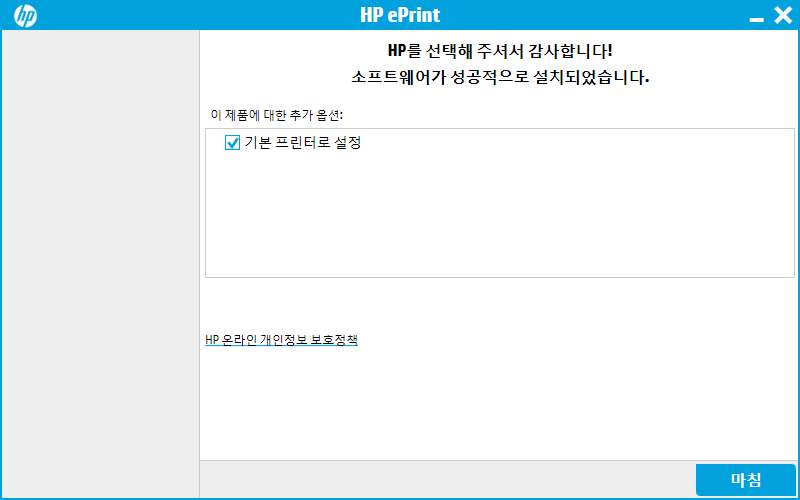 hp
HP ePrint
HP를 선택해 주셔서 감사합니다!
소프트웨어가 성공적으로 설치되었습니다.
이 제품에 대한 추가 옵션:
기본 프린터로 설정
HP 온라인 개인정보 보호정책
마침